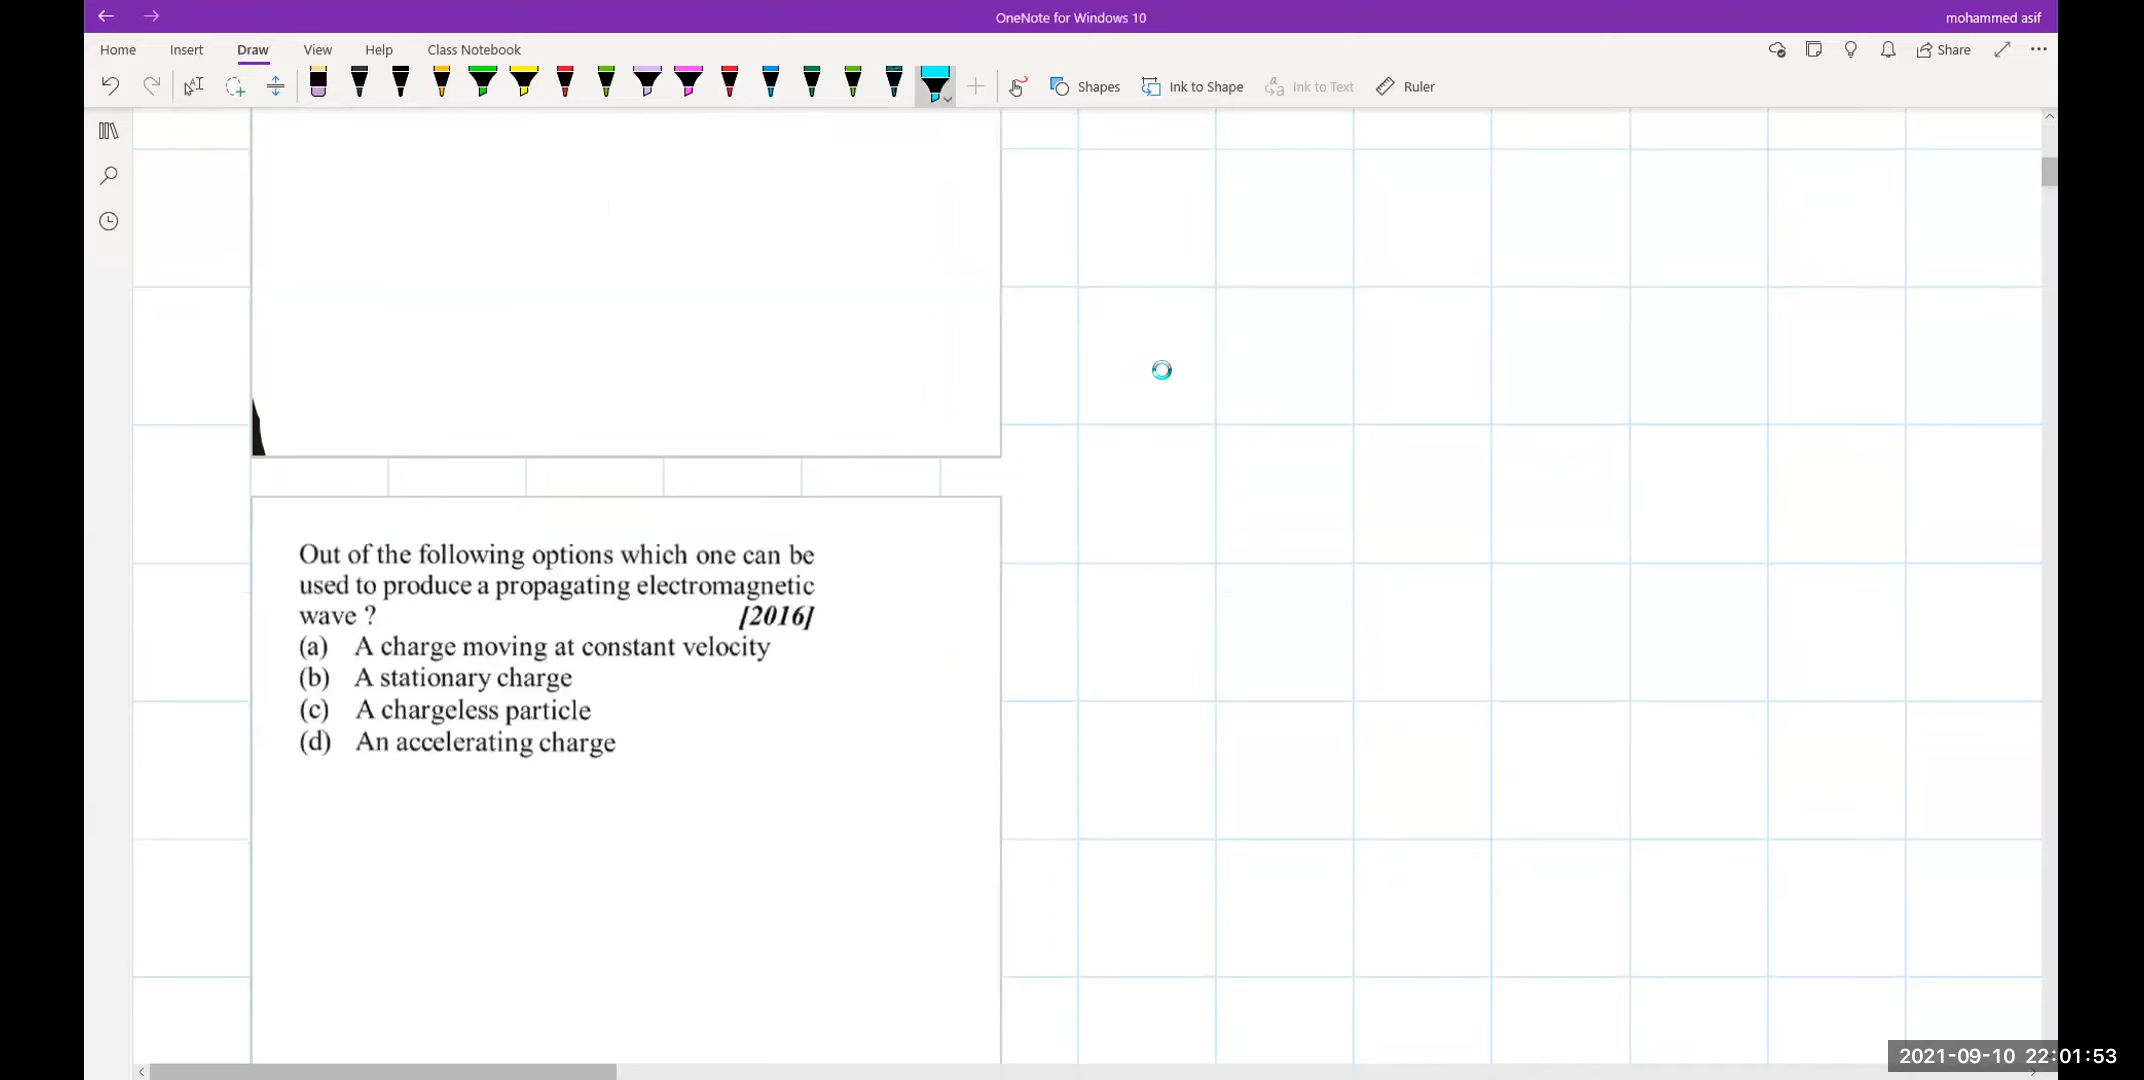 OneNote for Windows 10
mohammed asif
Home Insert Draw View Help Class Notebook
Share
Shapes Ink to Shape Ink to Text Ruler
Out of the following options which one can be
used to produce a propagating electromagnetic
wave ? [2016]
(a) A charge moving at constant velocity
(b) A stationary charge
(c) A chargeless particle
(d) An accelerating charge
2021-09-10 22:01:53